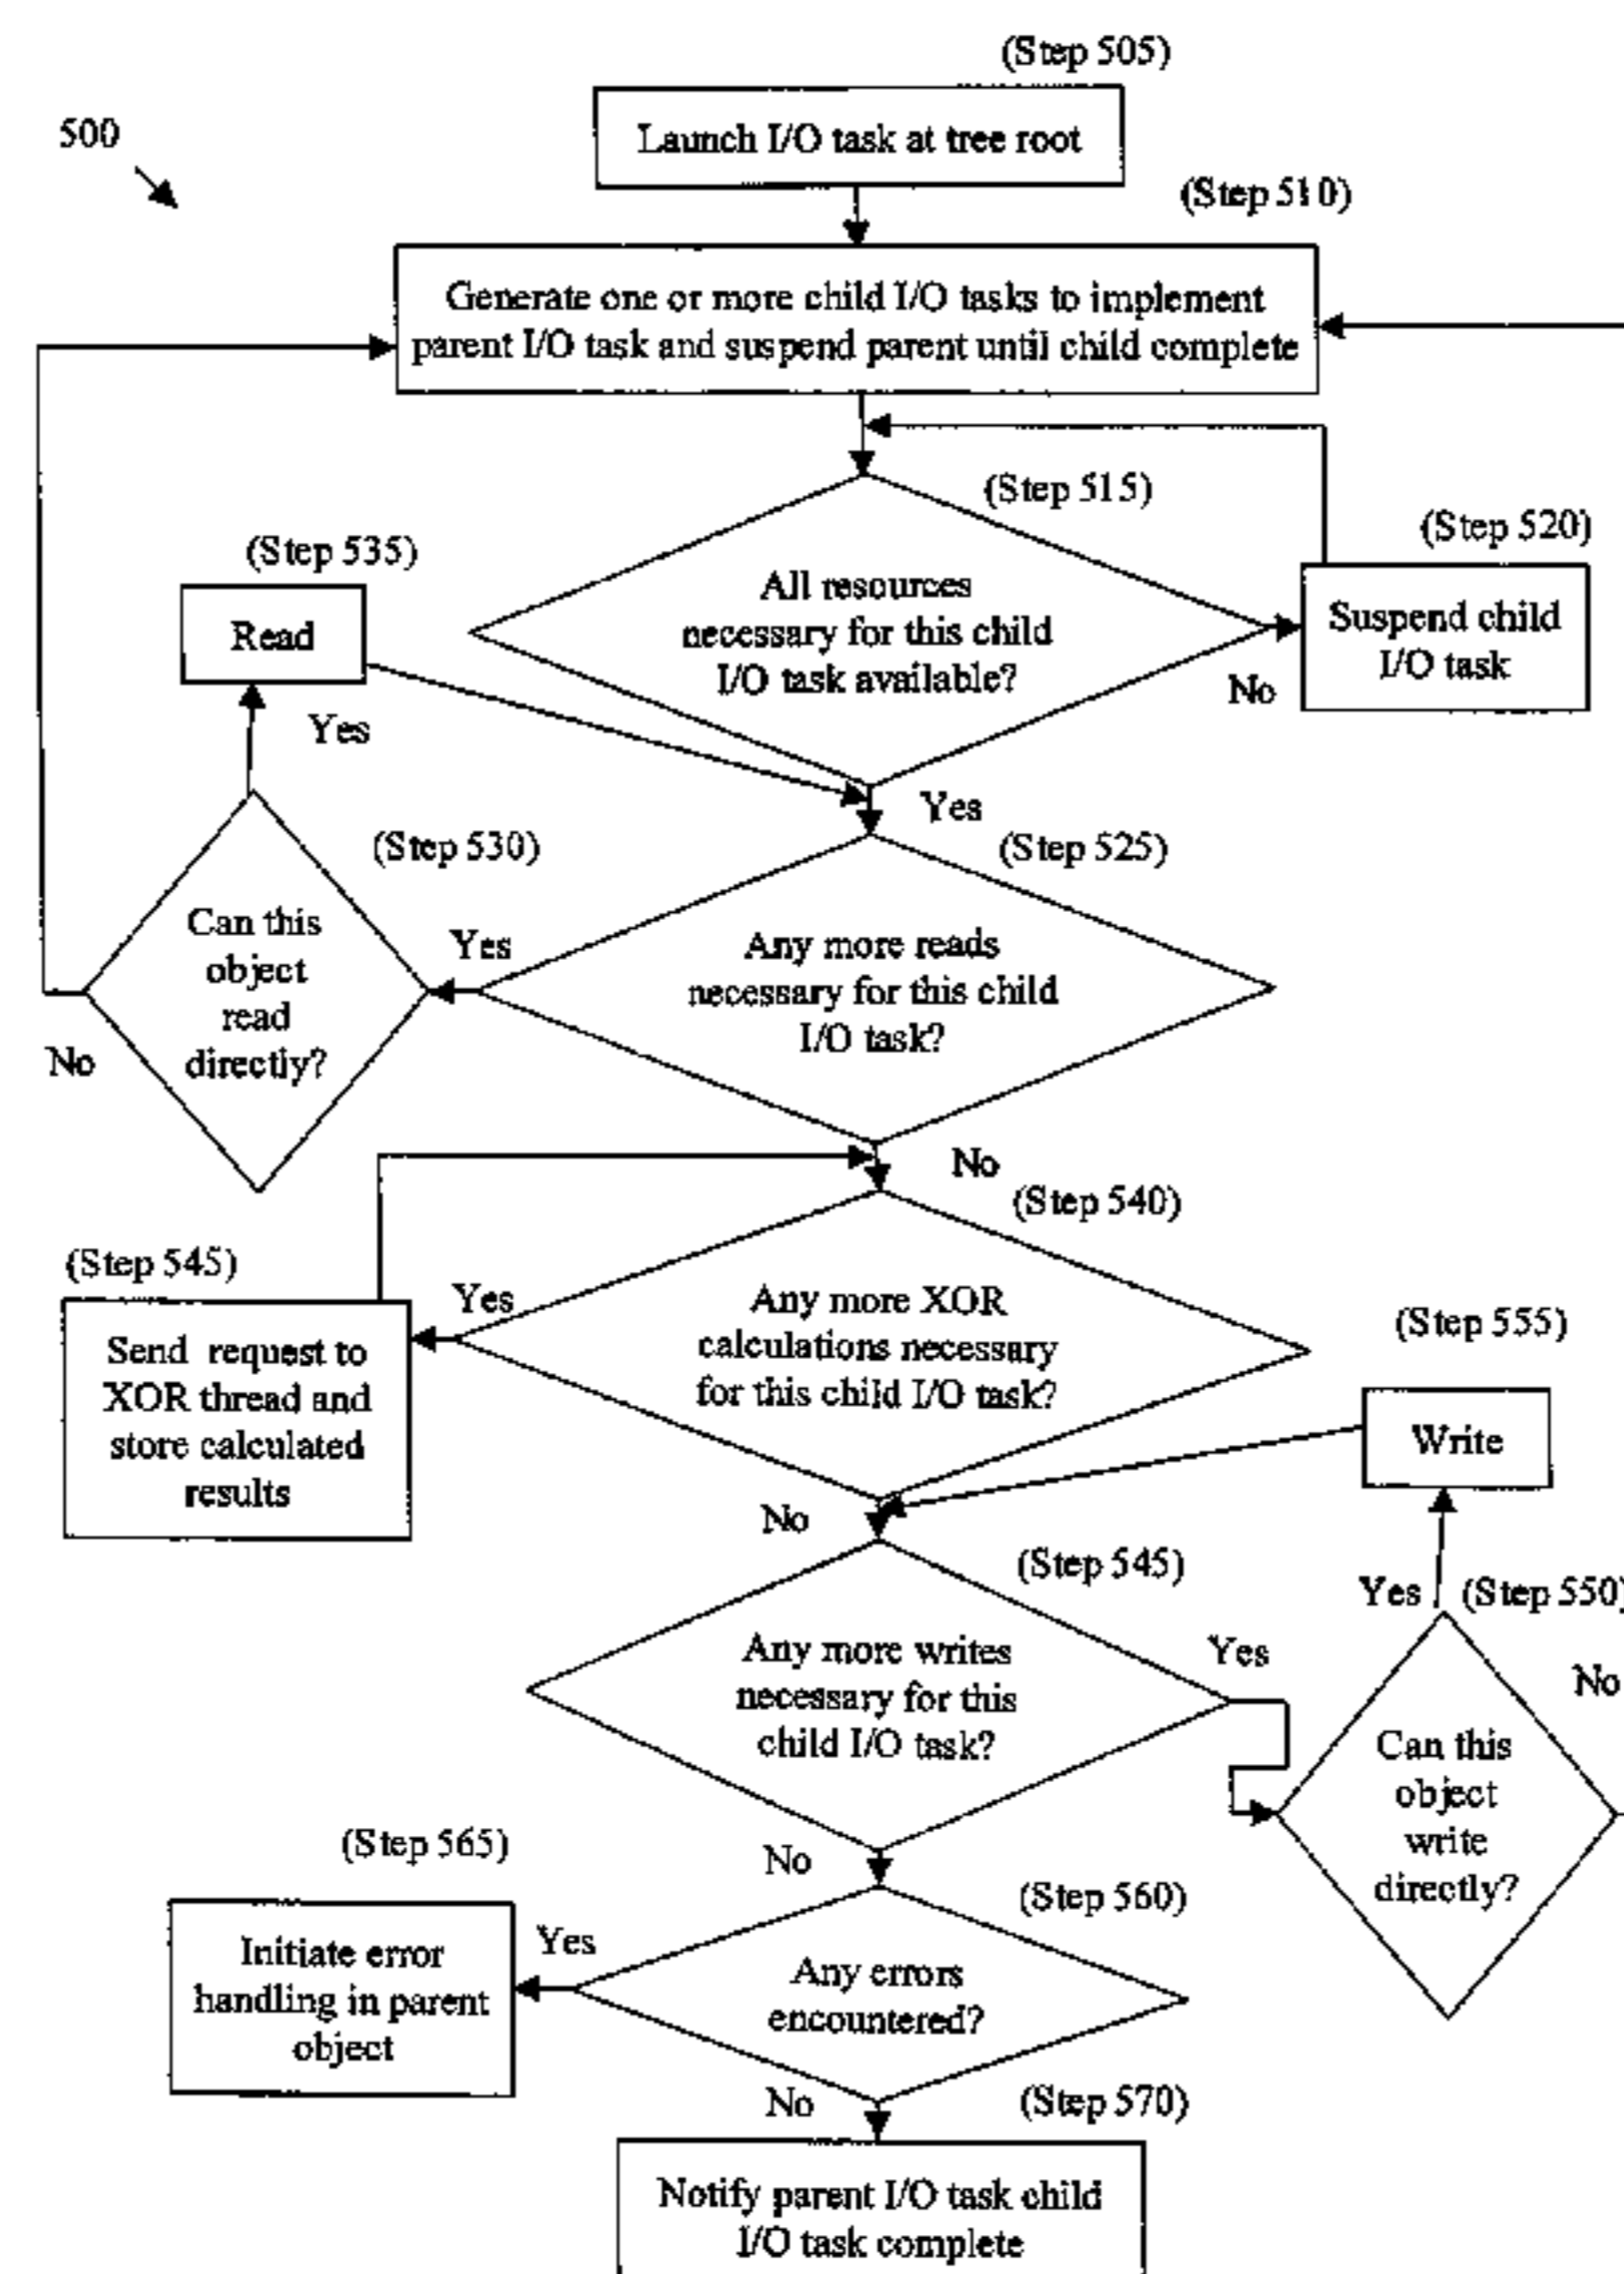 (Step 505)
500
Launch I/O task at tree root
(Step 510)
Generate one or more child I/O tasks to implement
parent I/O task and suspend parent until child complete
(Step 515)
(Step 520)
(Step 535)
All resources
necessary for this child
I/O task available?
Suspend child
I/O task
Read
No
Yes
Yes
(Step 530)
(Step 525)
Can this
object
read
directly?
Yes
Any more reads
necessary for this child
I/O task?
No
No
(Step 540)
(Step 545)
Yes
Any more XOR
calculations necessary
for this child I/O task?
(Step 555)
Send request to
XOR thread and
store calculated
results
Write
No
(Step 545)
Yes
(Step 550)
Any more writes
necessary for this
child I/O task?
Yes
No
Can this
object
write
directly?
(Step 565)
No
(Step 560)
Initiate error
handling in parent
object
Yes
Any errors
encountered?
No
(Step 570)
Notify parent I/O task child
I/O task complete